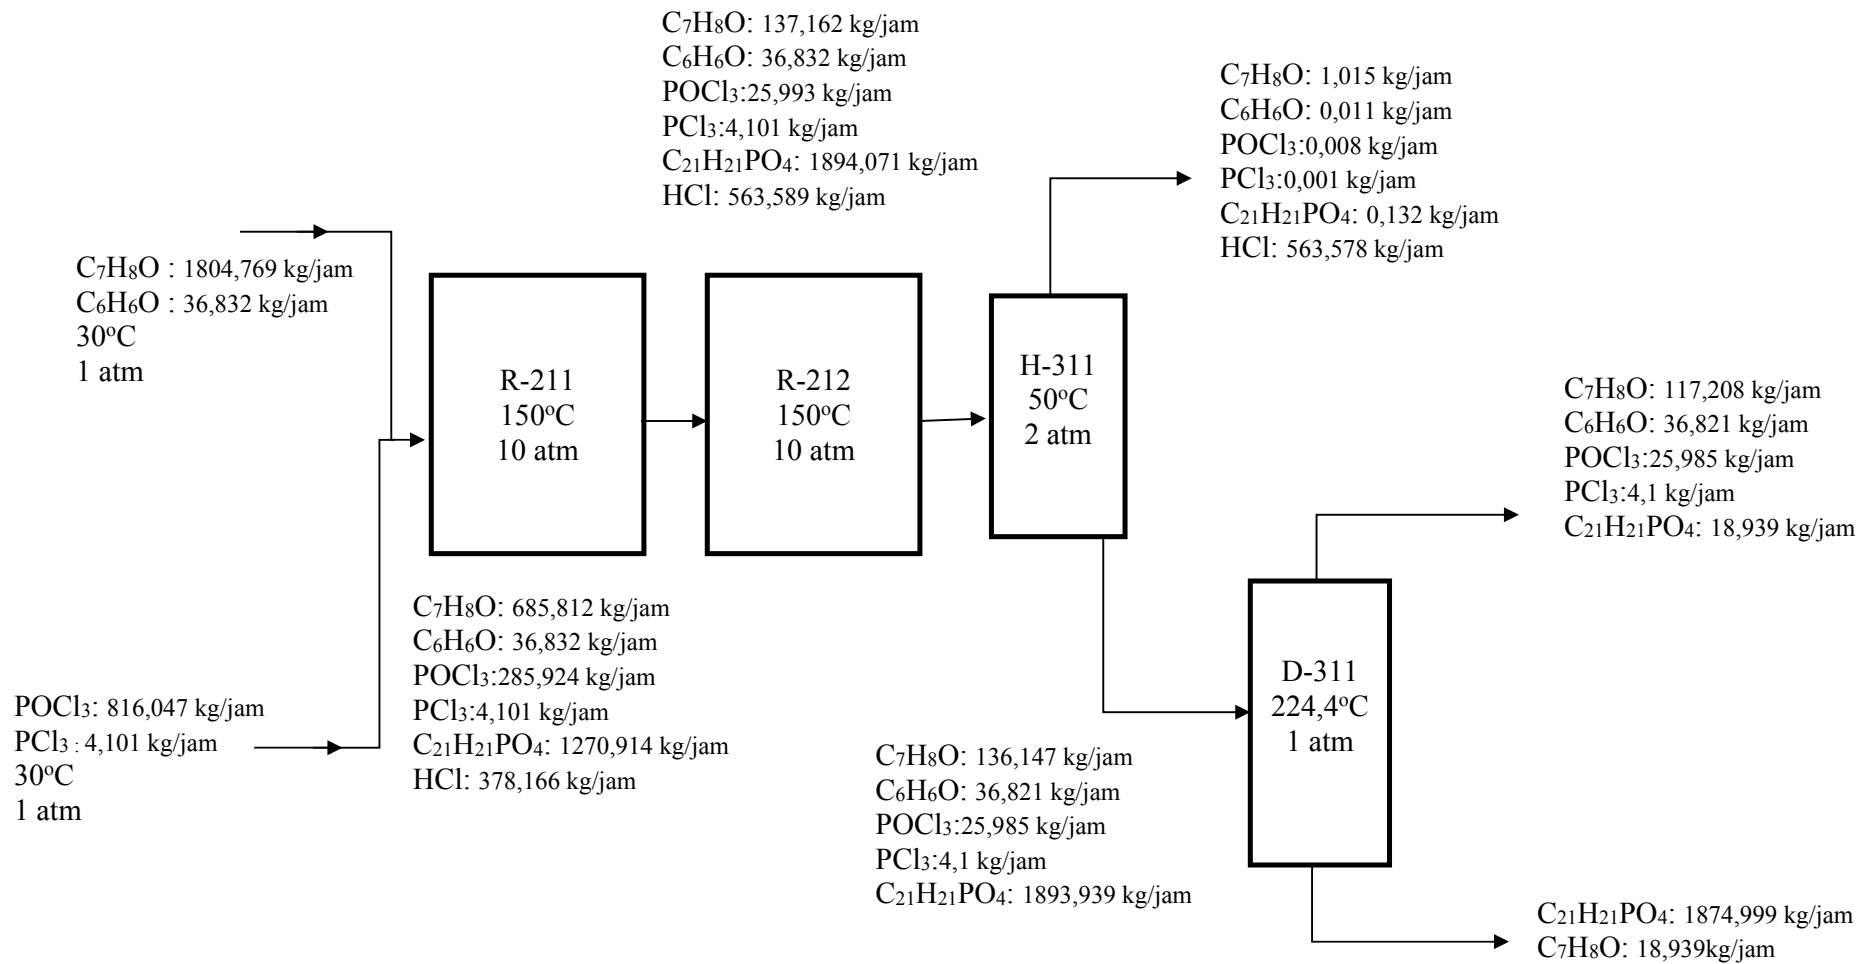 C₇H₈O: 137,162 kg/jam
C₆H₆O: 36,832 kg/jam
POCl₃:25,993 kg/jam
PCl₃:4,101 kg/jam
C₂₁H₂₁PO₄: 1894,071 kg/jam
HCl: 563,589 kg/jam
C₇H₈O: 1,015 kg/jam
C₆H₆O: 0,011 kg/jam
POCl₃:0,008 kg/jam
PCl₃:0,001 kg/jam
C₂₁H₂₁PO₄: 0,132 kg/jam
HCl: 563,578 kg/jam
C₇H₈O : 1804,769 kg/jam
C₆H₆O : 36,832 kg/jam
30ºC
1 atm
R-211
150ºC
10 atm
R-212
150ºC
10 atm
H-311
50ºC
2 atm
C₇H₈O: 117,208 kg/jam
C₆H₆O: 36,821 kg/jam
POCl₃:25,985 kg/jam
PCl₃:4,1 kg/jam
C₂₁H₂₁PO₄: 18,939 kg/jam
POCl₃: 816,047 kg/jam
PCl₃ : 4,101 kg/jam
30ºC
1 atm
C₇H₈O: 685,812 kg/jam
C₆H₆O: 36,832 kg/jam
POCl₃:285,924 kg/jam
PCl₃:4,101 kg/jam
C₂₁H₂₁PO₄: 1270,914 kg/jam
HCl: 378,166 kg/jam
D-311
224,4ºC
1 atm
C₇H₈O: 136,147 kg/jam
C₆H₆O: 36,821 kg/jam
POCl₃:25,985 kg/jam
PCl₃:4,1 kg/jam
C₂₁H₂₁PO₄: 1893,939 kg/jam
C₂₁H₂₁PO₄: 1874,999 kg/jam
C₇H₈O: 18,939kg/jam